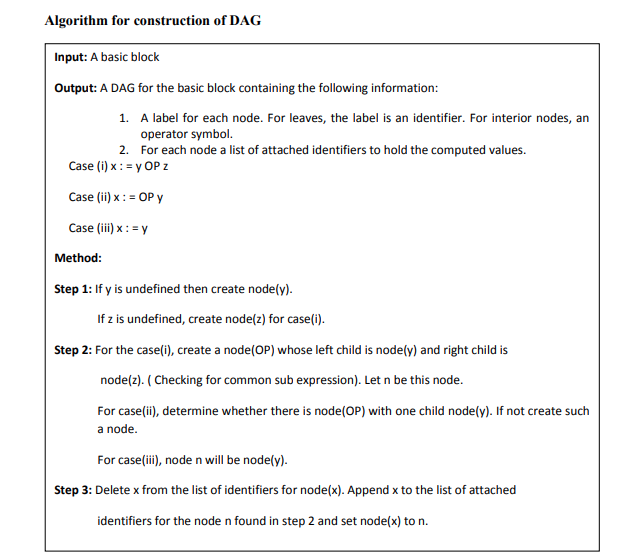 Algorithm for construction of DAG
Input: A basic block
Output: A DAG for the basic block containing the following information:
1. A label for each node. For leaves, the label is an identifier. For interior nodes, an
operator symbol.
2. For each node a list of attached identifiers to hold the computed values.
Case (i) x : = y OP z
Case (ii) x : = OP y
Case (iii) x : = y
Method:
Step 1: If y is undefined then create node(y).
If z is undefined, create node(z) for case(i).
Step 2: For the case(i), create a node(OP) whose left child is node(y) and right child is
node(z). ( Checking for common sub expression). Let n be this node.
For case(ii), determine whether there is node(OP) with one child node(y). If not create such
a node.
For case(iii), node n will be node(y).
Step 3: Delete x from the list of identifiers for node(x). Append x to the list of attached
identifiers for the node n found in step 2 and set node(x) to n.